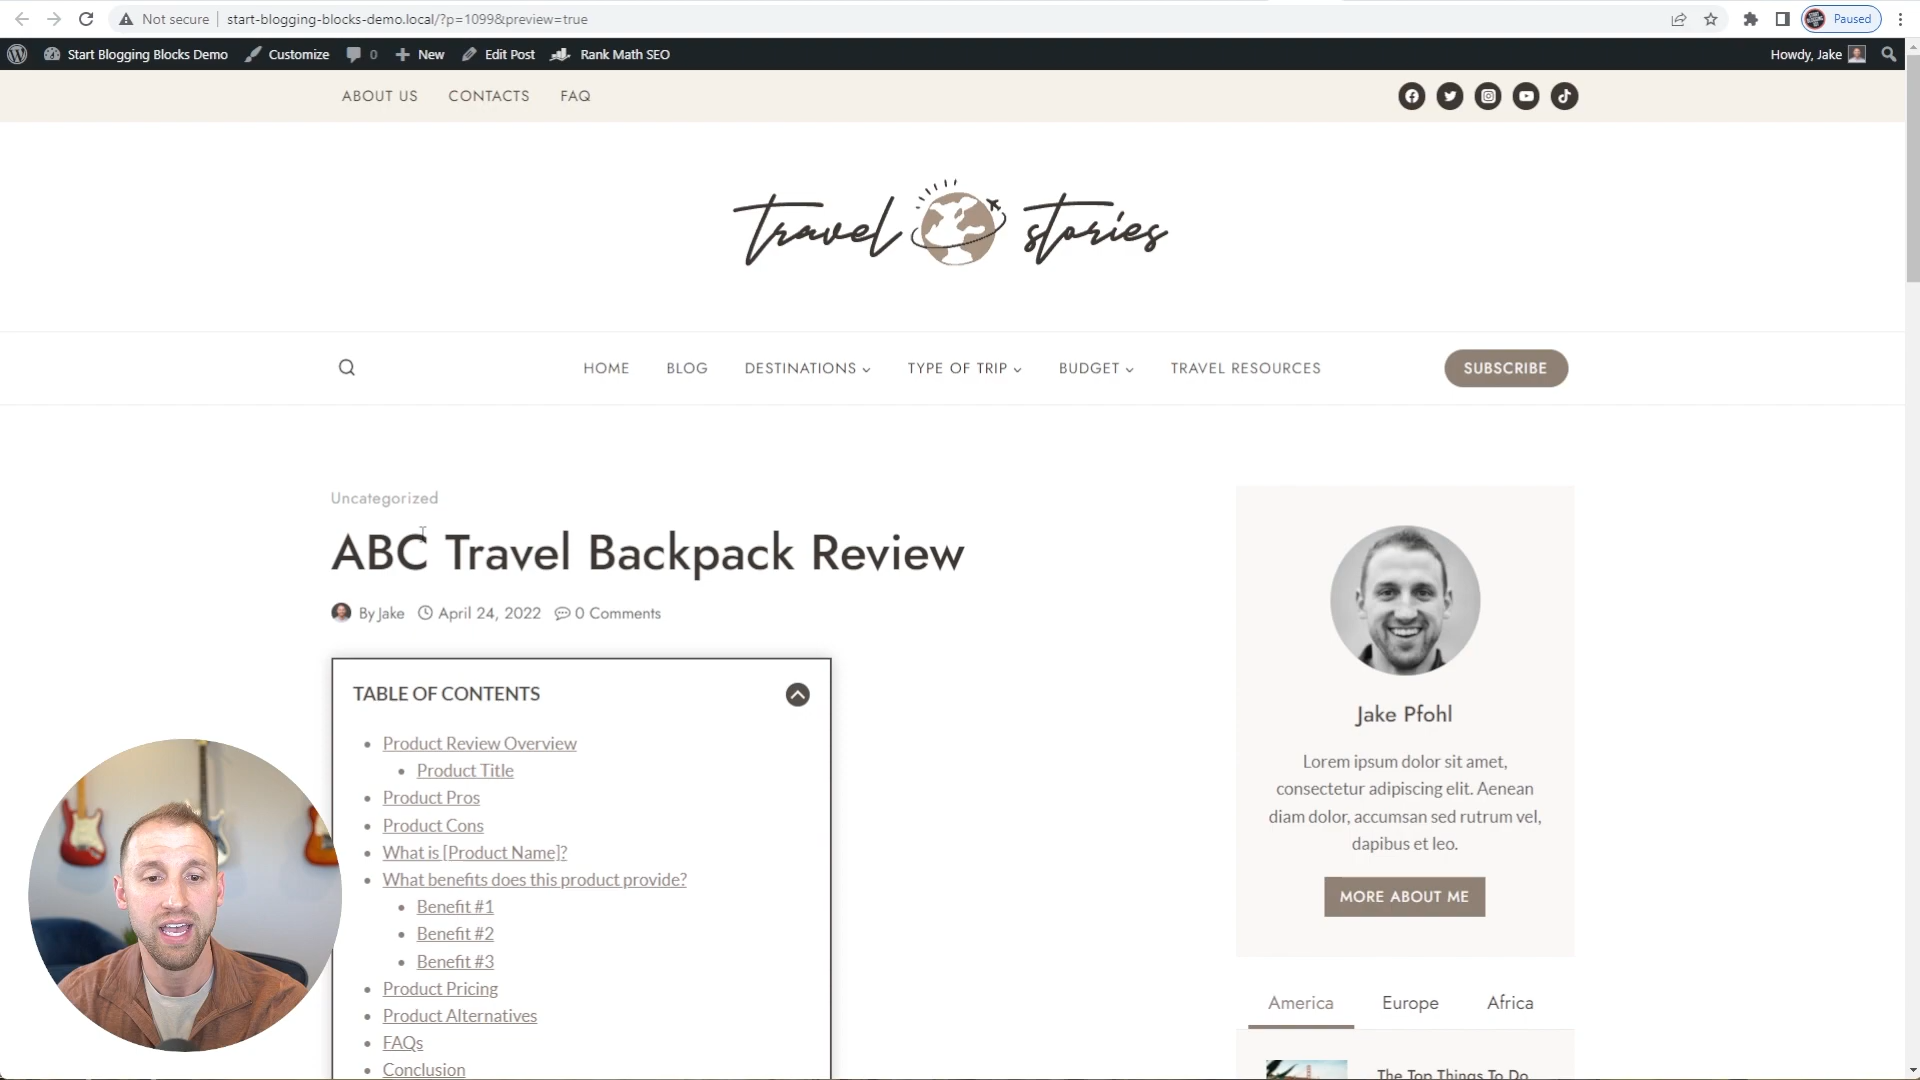 Not secure
start-blogging-blocks-demo.local/?p=1099&preview=true
Paused
Start Blogging Blocks Demo
Customize
0
New
Edit Post
Rank Math SEO
Howdy, Jake
ABOUT US
CONTACTS
FAQ
travel stories
HOME
BLOG
DESTINATIONS
TYPE OF TRIP
BUDGET
TRAVEL RESOURCES
SUBSCRIBE
Uncategorized
ABC Travel Backpack Review
By Jake
April 24, 2022
0 Comments
TABLE OF CONTENTS
Product Review Overview
Product Title
Product Pros
Product Cons
What is [Product Name]?
What benefits does this product provide?
Benefit #1
Benefit #2
Benefit #3
Product Pricing
Product Alternatives
FAQs
Conclusion
Jake Pfohl
Lorem ipsum dolor sit amet,
consectetur adipiscing elit. Aenean
diam dolor, accumsan sed rutrum vel,
dapibus et leo.
MORE ABOUT ME
America
Europe
Africa
The Top Things To Do